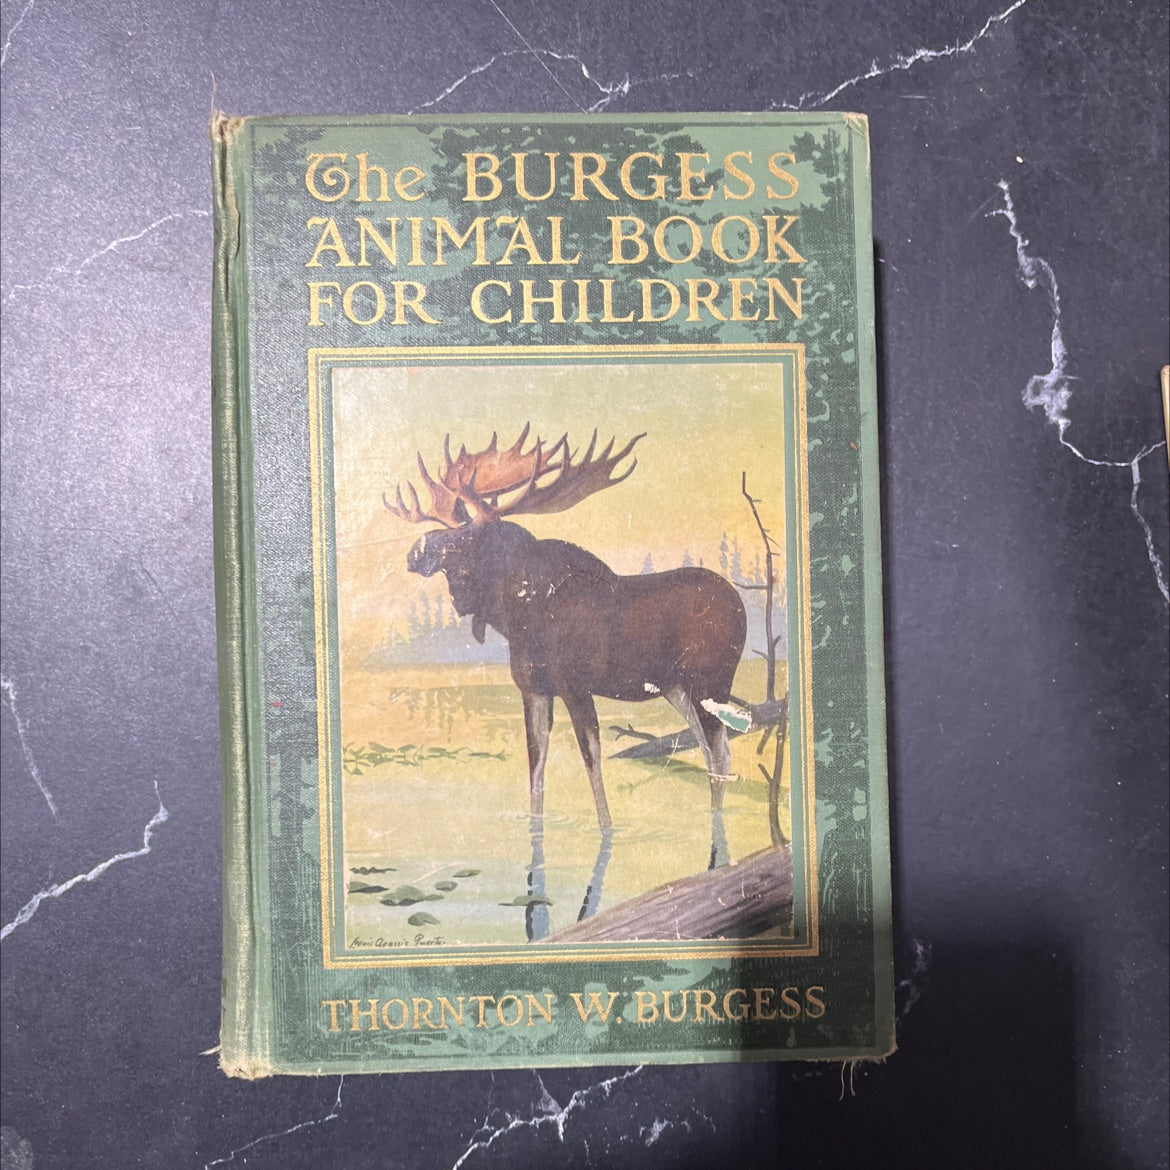 The BURGESS
ANIMAL BOOK
FOR CHILDREN
THORNTON W. BURGESS